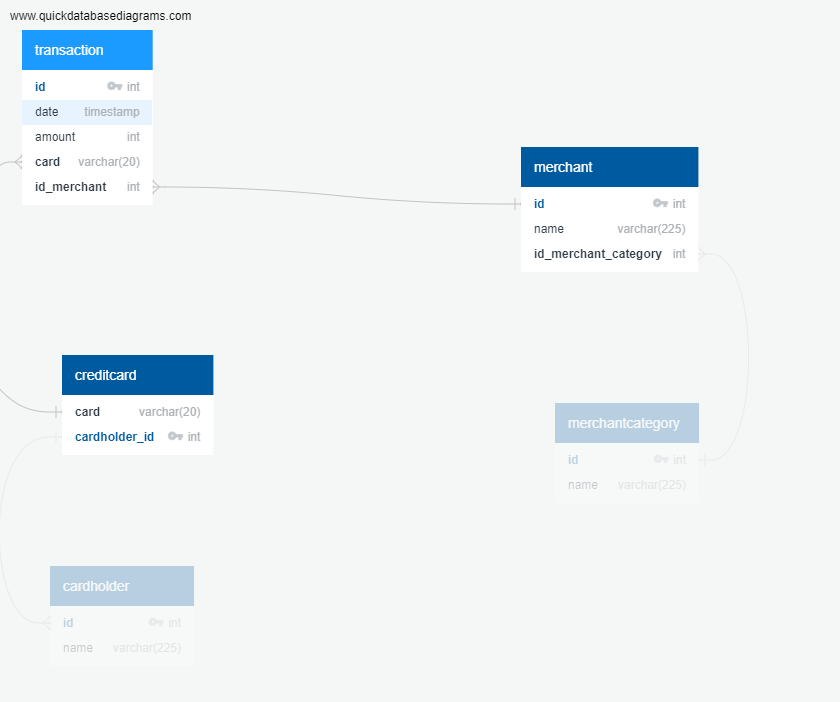 www.quickdatabasediagrams.com
transaction
id int
date timestamp
amount int
card varchar(20)
id_merchant int
merchant
id int
name varchar(225)
id_merchant_category int
creditcard
card varchar(20)
cardholder_id int
merchantcategory
id int
name varchar(225)
cardholder
id int
name varchar(225)